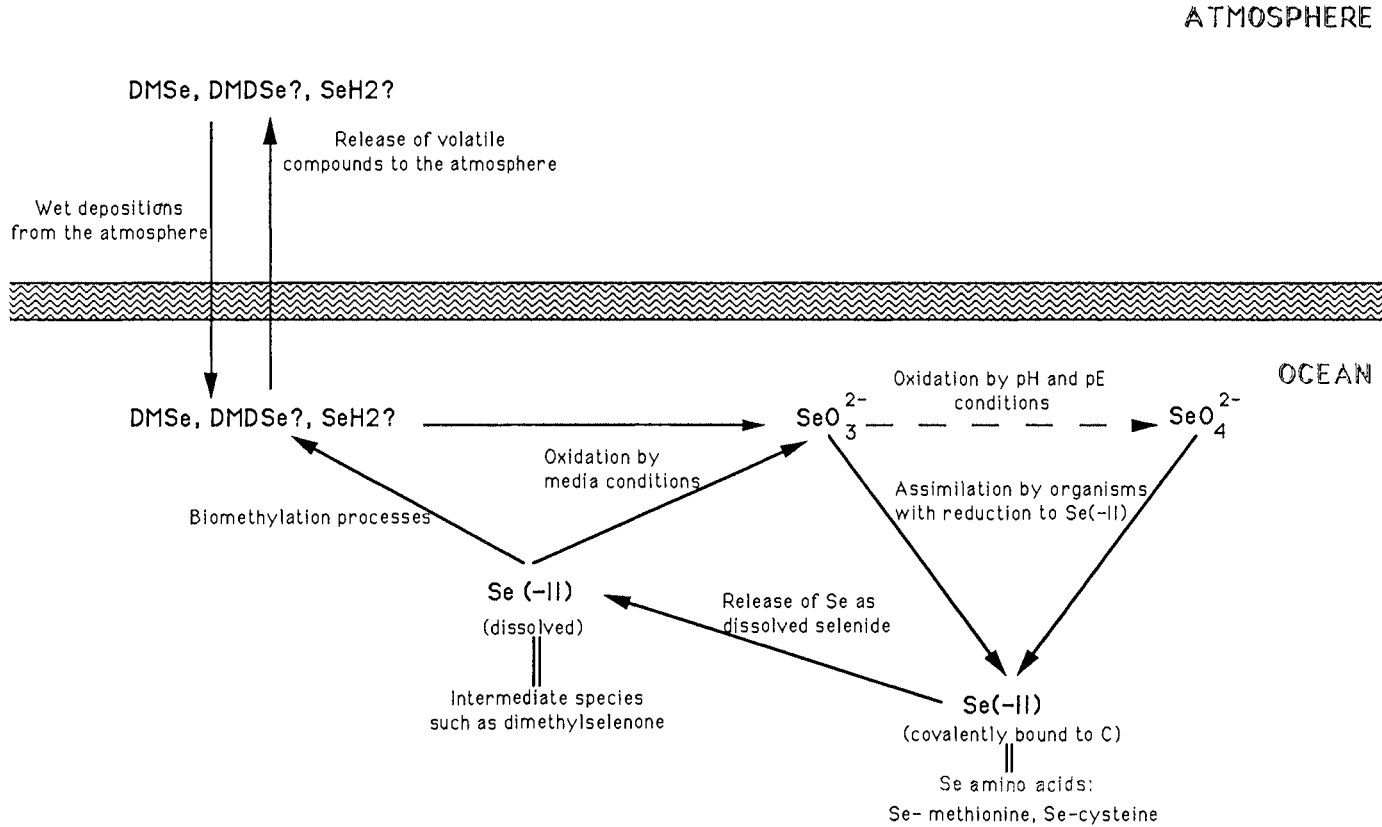 ATMOSPHERE
DMSe, DMDSe?, SeH2?
Release of volatile
compounds to the atmosphere
Wet depositions
from the atmosphere
OCEAN
Oxidation by pH and pE
conditions
DMSe, DMDSe?, SeH2?
SeO3 2-
SeO4 2-
Oxidation by
media conditions
Assimilation by organisms
with reduction to Se(-II)
Biomethylation processes
Se (-II)
(dissolved)
Release of Se as
dissolved selenide
Intermediate species
such as dimethylselenone
Se(-II)
(covalently bound to C)
Se amino acids:
Se- methionine, Se-cysteine